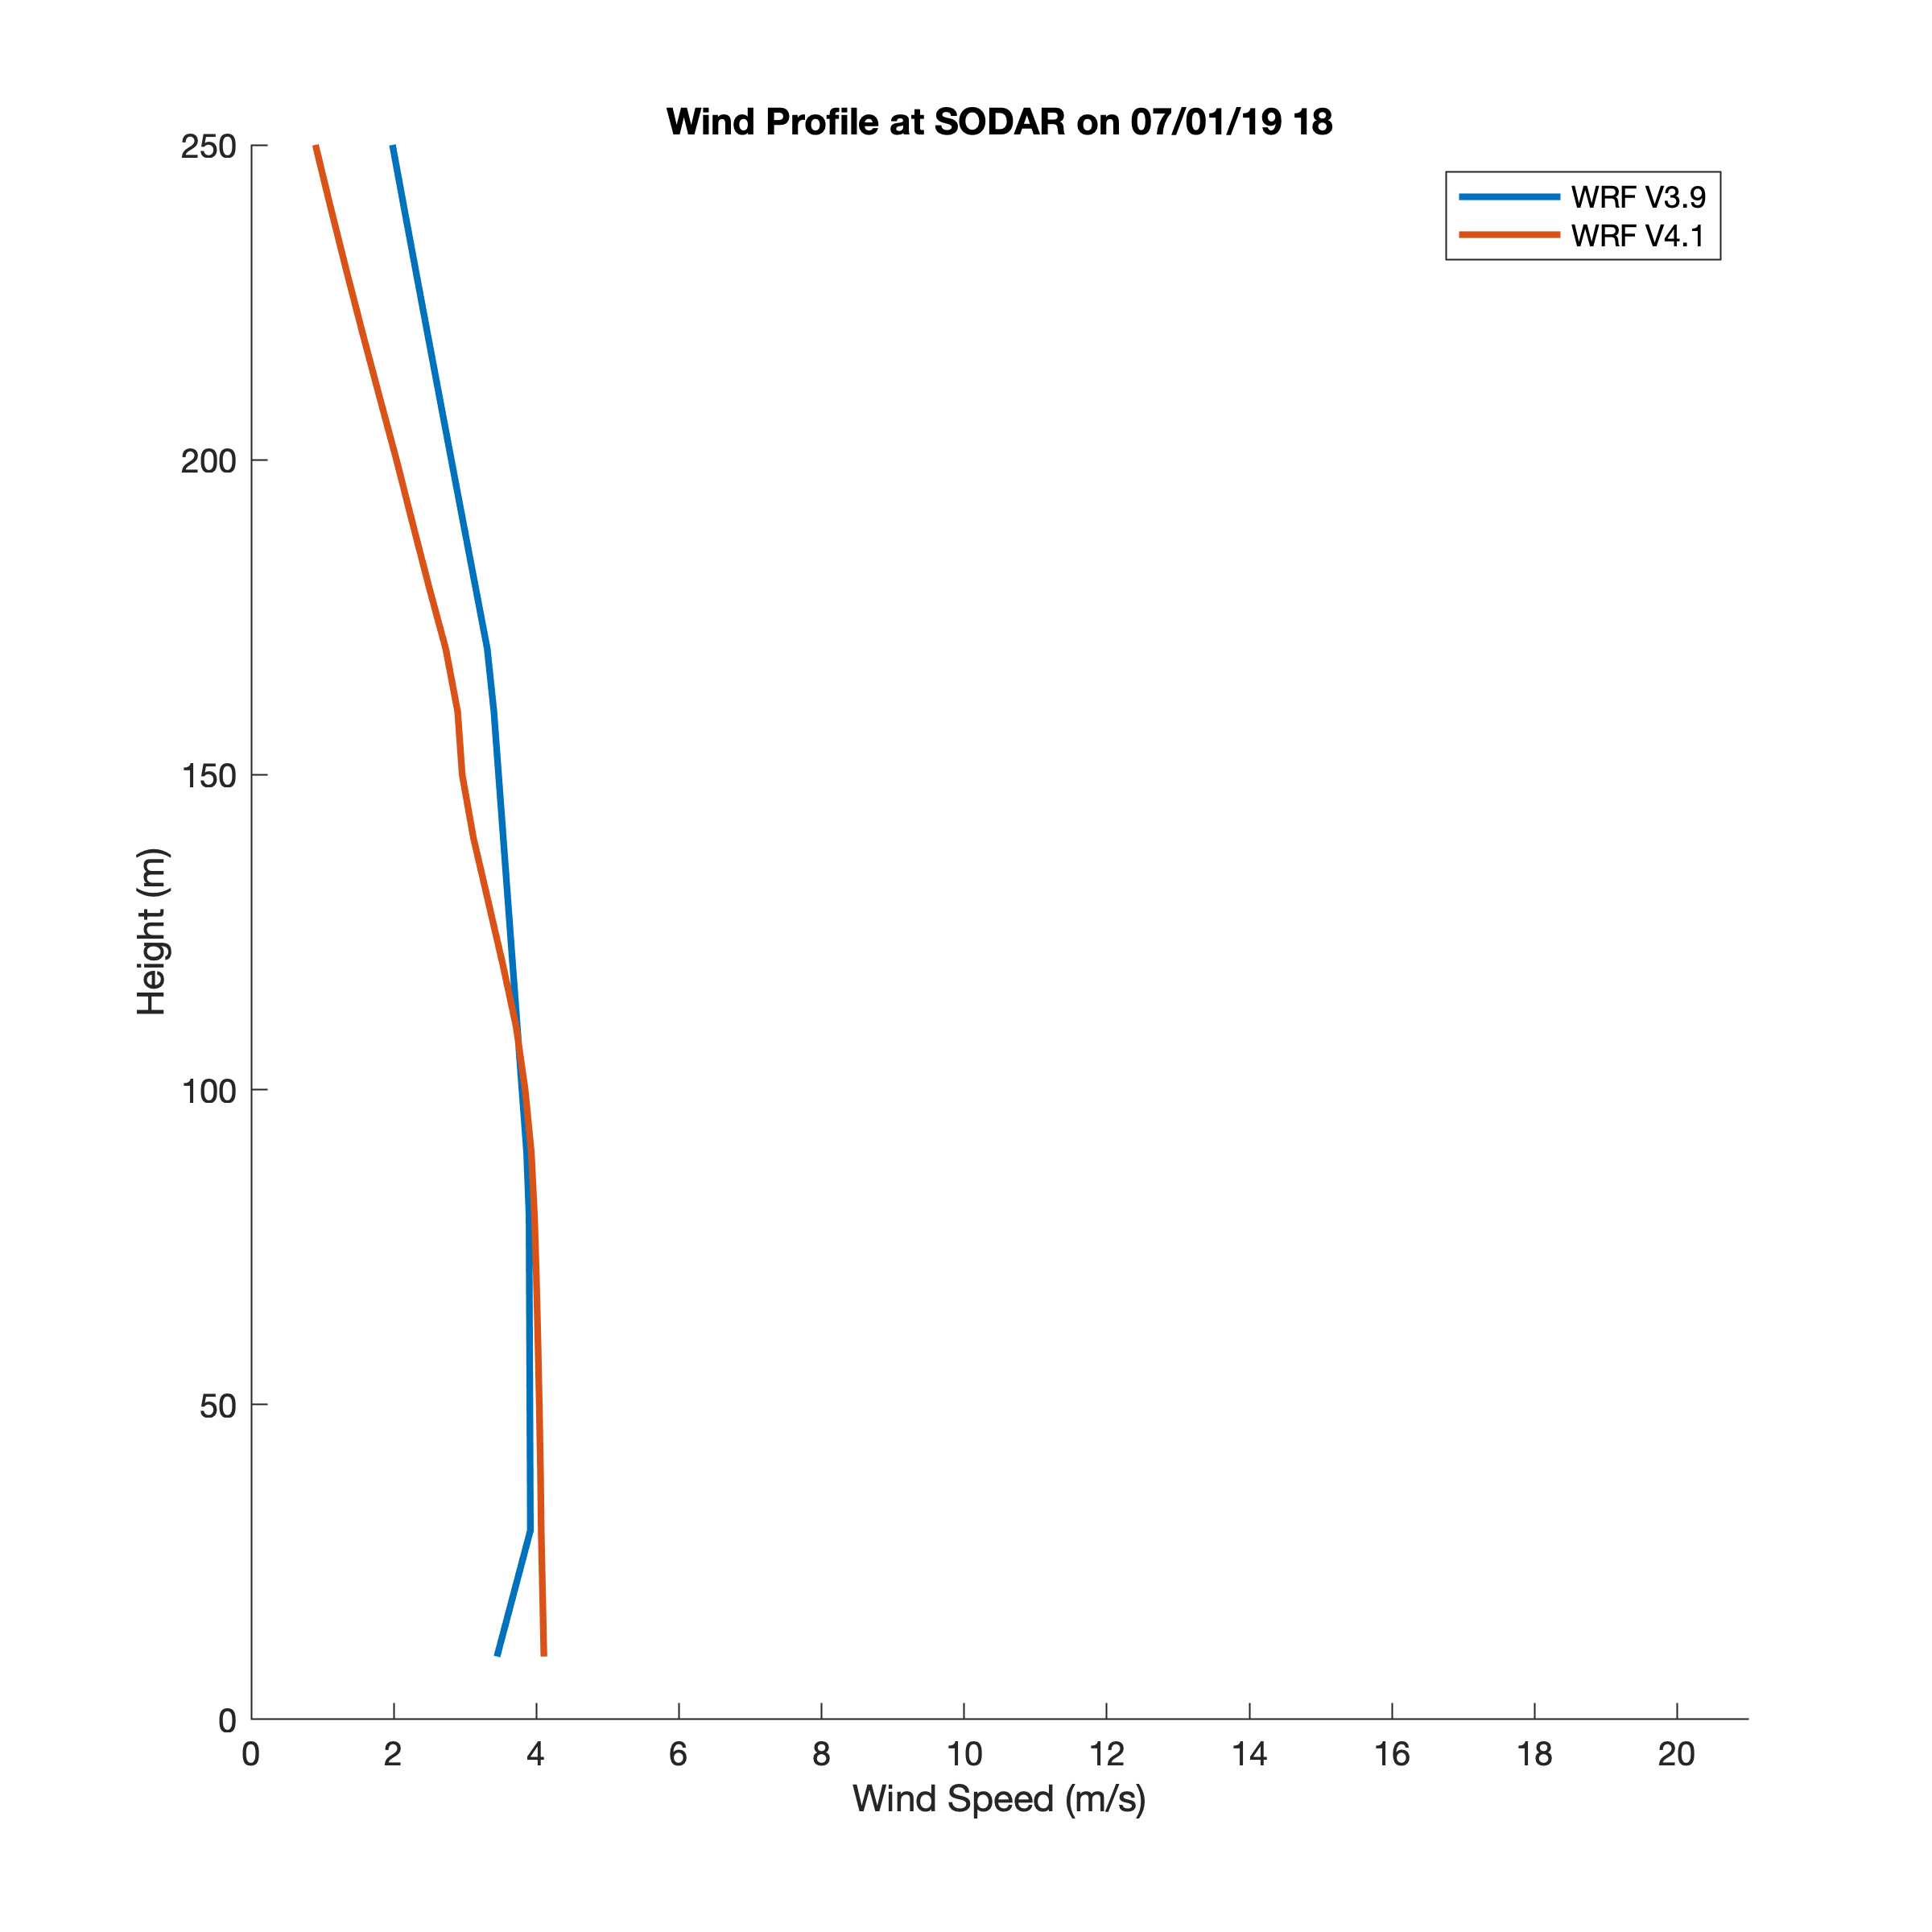 Wind Profile at SODAR on 07/01/19 18
WRF V3.9
WRF V4.1
250
200
150
100
50
0
Height (m)
0 2 4 6 8 10 12 14 16 18 20
Wind Speed (m/s)